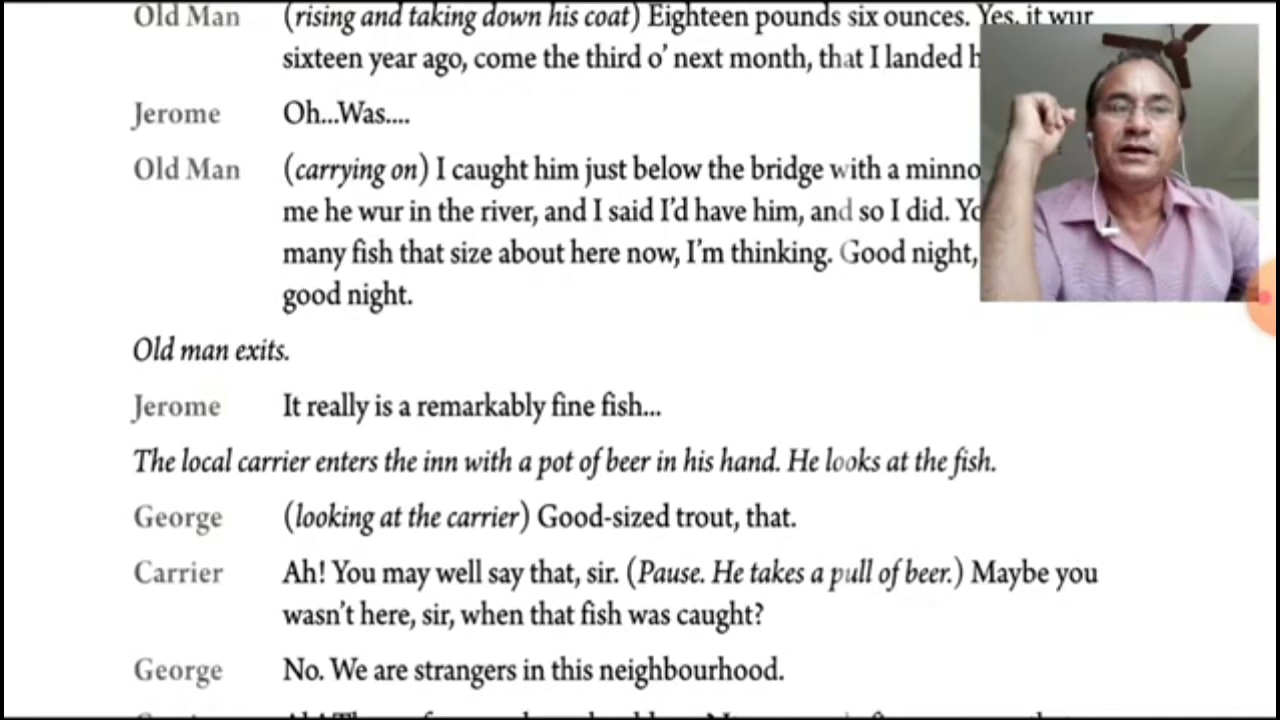 Old Man (rising and taking down his coat) Eighteen pounds six ounces. Yes, it wur
sixteen year ago, come the third o' next month, that I landed
Jerome Oh...Was....
Old Man (carrying on) I caught him just below the bridge with a
me he wur in the river, and I said I'd have him, and so I did.
many fish that size about here now, I'm thinking. Good night,
good night.
Old man exits.
Jerome It really is a remarkably fine fish...
The local carrier enters the inn with a pot of beer in his hand. He looks at the fish.
George (looking at the carrier) Good-sized trout, that.
Carrier Ah! You may well say that, sir. (Pause. He takes a pull of beer.) Maybe you
wasn't here, sir, when that fish was caught?
George No. We are strangers in this neighbourhood.